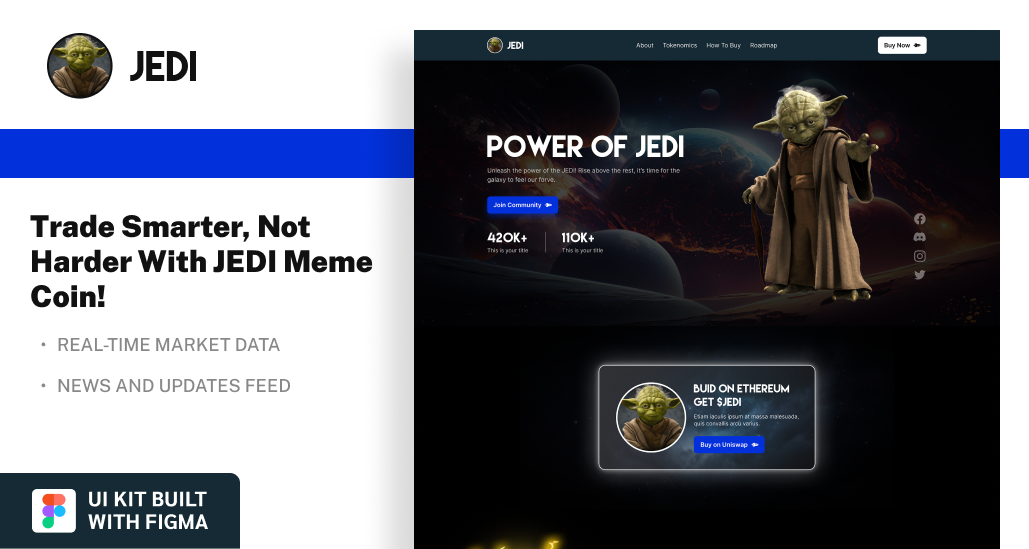 JEDI
Trade Smarter, Not
Harder With JEDI Meme
Coin!
• REAL-TIME MARKET DATA
• NEWS AND UPDATES FEED
UI KIT BUILT
WITH FIGMA
JEDI
About Tokenomics How To Buy Roadmap
Buy Now
POWER OF JEDI
Unleash the power of the JEDI! Rise above the rest, it's time for the
galaxy to feel our forve.
Join Community
420K+ 110K+
This is your title This is your title
BUID ON ETHEREUM
GET $JEDI
Etiam iaculis ipsum at massa malesuada,
quis convallis arcu varius.
Buy on Uniswap